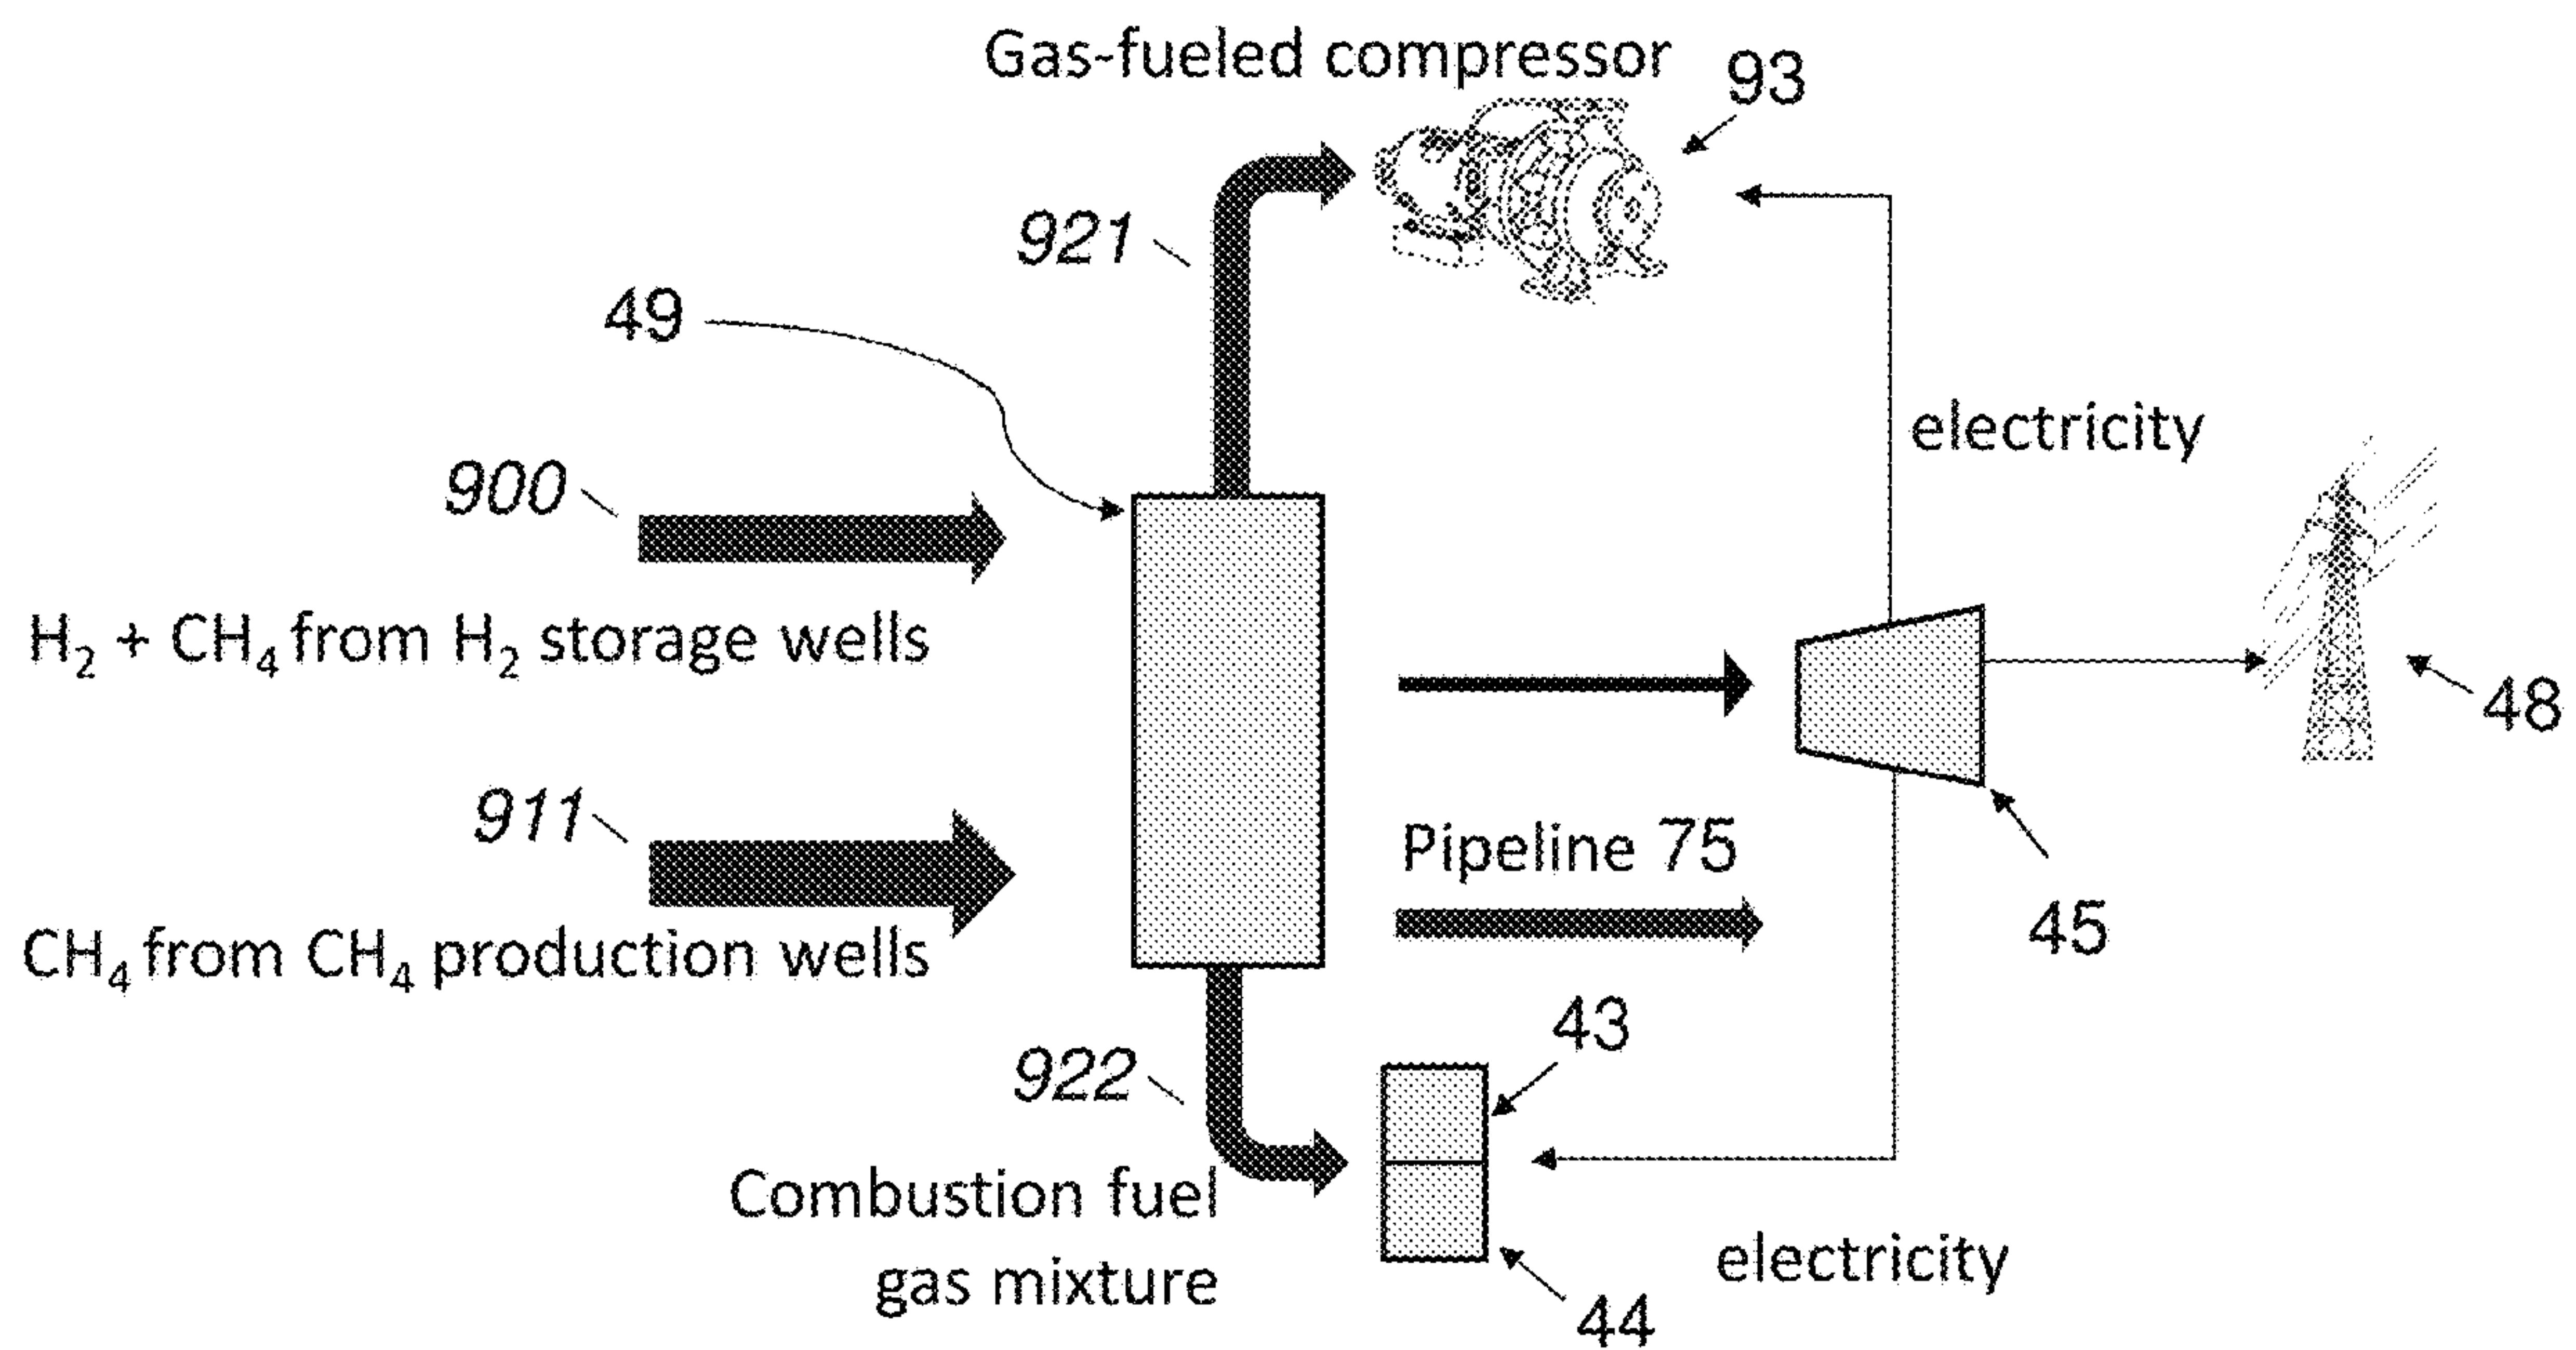 Gas-fueled compressor
93
921
49
electricity
900
H₂ + CH₄ from H₂ storage wells
48
911
Pipeline 75
CH₄ from CH₄ production wells
45
43
922
Combustion fuel
gas mixture
electricity
44